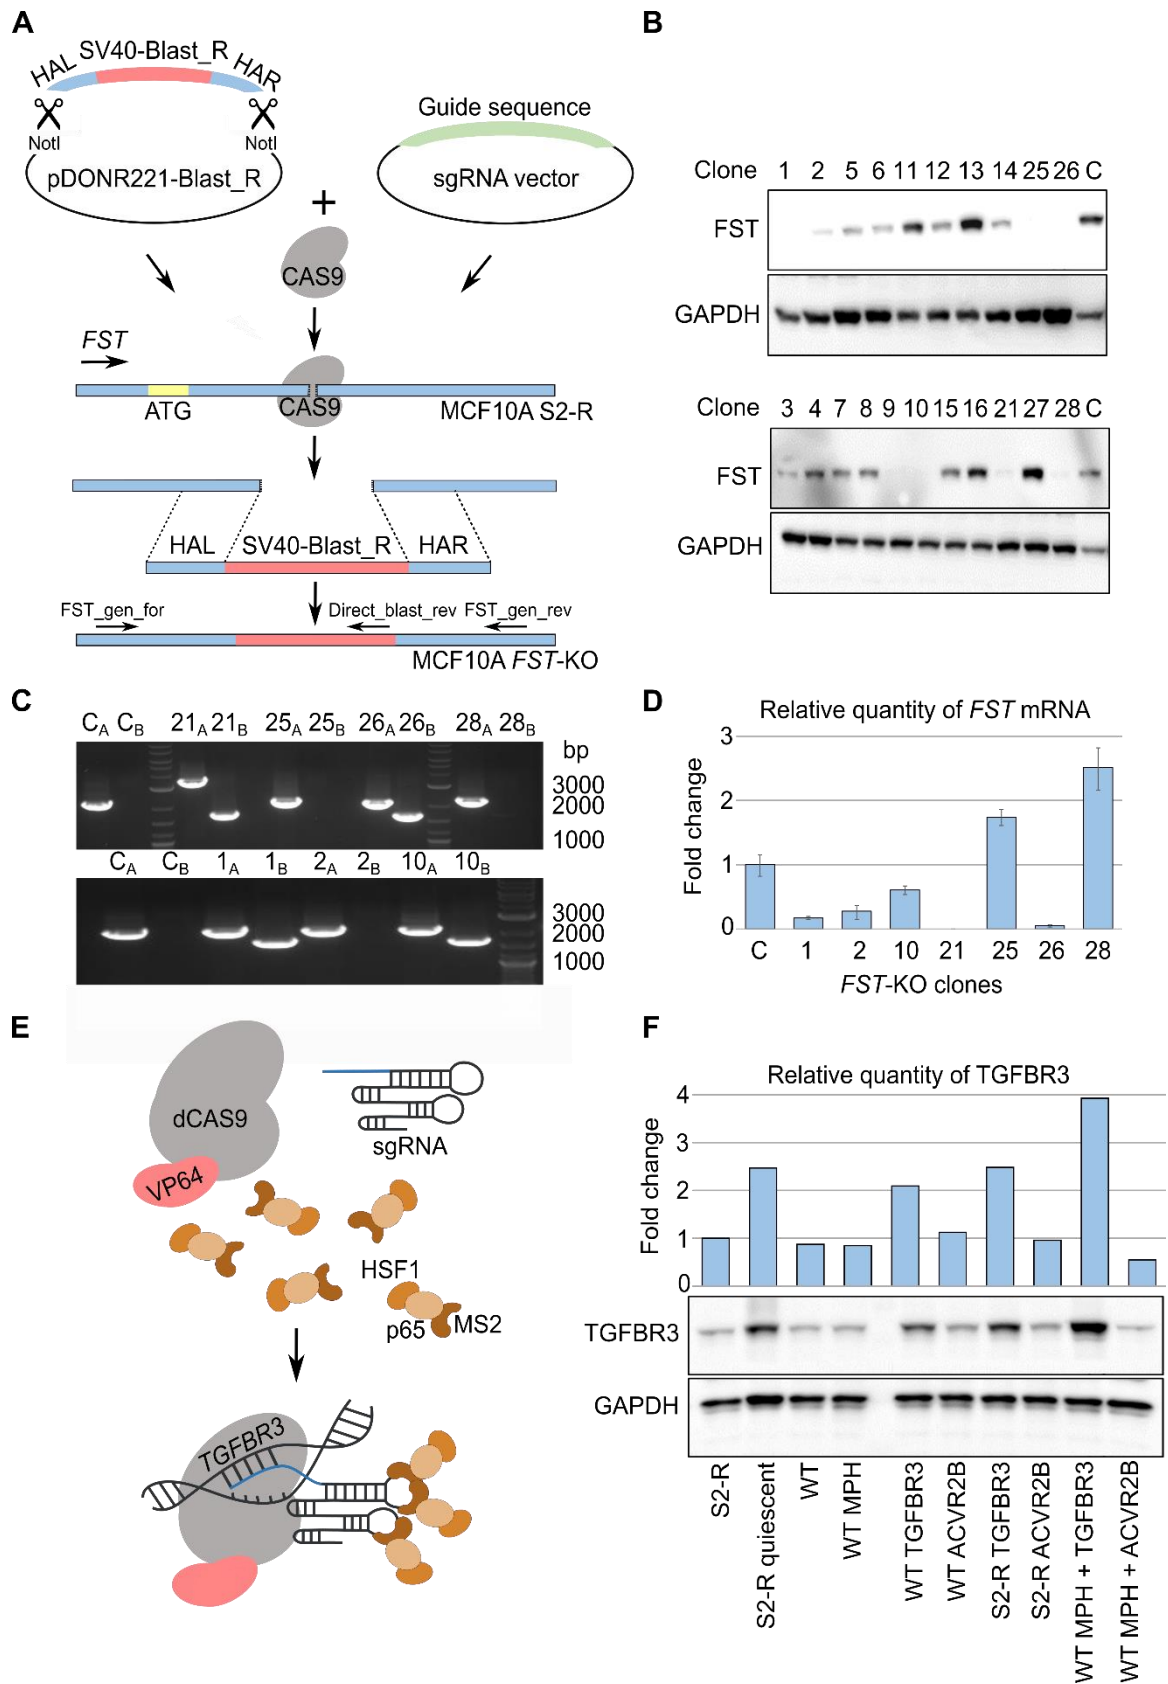 A
HAL SV40-Blast_R HAR
NotI NotI
pDONR221-Blast_R
+
Guide sequence
sgRNA vector
CAS9
FST
ATG CAS9 MCF10A S2-R
HAL SV40-Blast_R HAR
FST_gen_for Direct_blast_rev FST_gen_rev
MCF10A FST-KO
B
Clone 1 2 5 6 11 12 13 14 25 26 C
FST
GAPDH
Clone 3 4 7 8 9 10 15 16 21 27 28 C
FST
GAPDH
C
CA CB 21A 21B 25A 25B 26A 26B 28A 28B
bp
3000
2000
1000
CA CB 1A 1B 2A 2B 10A 10B
3000
2000
1000
D
Relative quantity of FST mRNA
Fold change
3
2
1
0
C 1 2 10 21 25 26 28
FST-KO clones
E
dCAS9
VP64
sgRNA
HSF1
p65 MS2
TGFBR3
F
Relative quantity of TGFBR3
Fold change
4
3
2
1
0
TGFBR3
GAPDH
S2-R
S2-R quiescent
WT
WT MPH
WT TGFBR3
WT ACVR2B
S2-R TGFBR3
S2-R ACVR2B
WT MPH + TGFBR3
WT MPH + ACVR2B